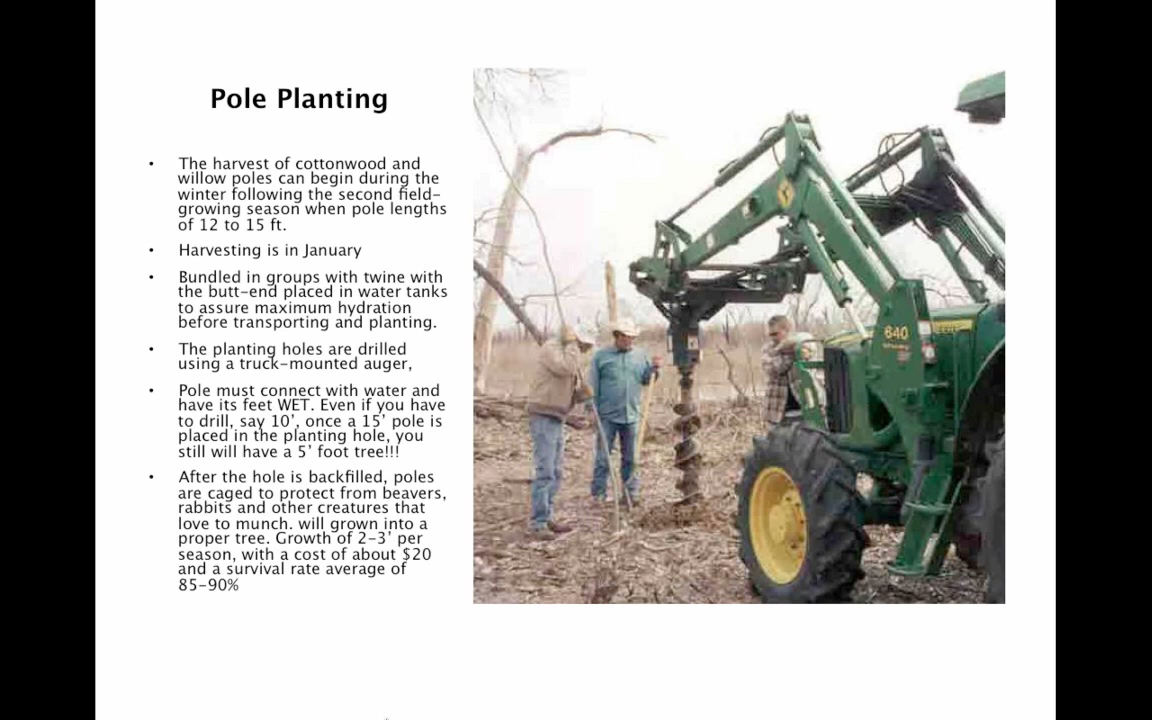 Pole Planting
• The harvest of cottonwood and
willow poles can begin during the
winter following the second field-
growing season when pole lengths
of 12 to 15 ft.
• Harvesting is in January
• Bundled in groups with twine with
the butt-end placed in water tanks
to assure maximum hydration
before transporting and planting.
• The planting holes are drilled
using a truck-mounted auger,
• Pole must connect with water and
have its feet WET. Even if you have
to drill, say 10', once a 15' pole is
placed in the planting hole, you
still will have a 5' foot tree!!!
• After the hole is backfilled, poles
are caged to protect from beavers,
rabbits and other creatures that
love to munch. will grown into a
proper tree. Growth of 2-3' per
season, with a cost of about $20
and a survival rate average of
85-90%
640